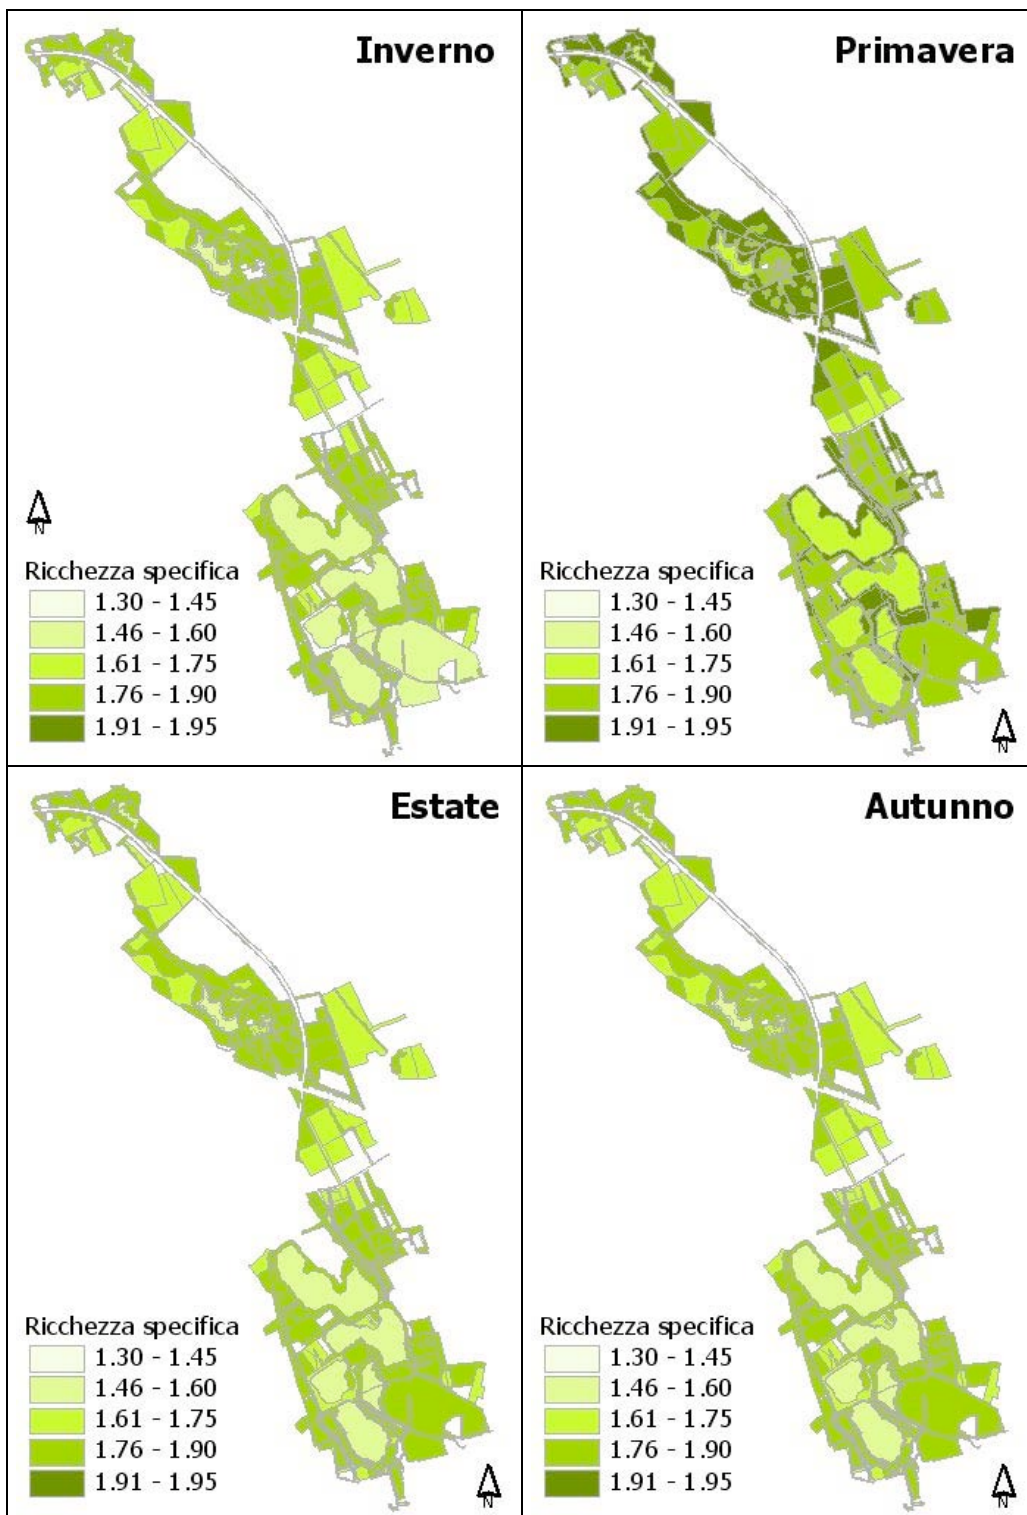 Inverno
N
Ricchezza specifica
1.30 - 1.45
1.46 - 1.60
1.61 - 1.75
1.76 - 1.90
1.91 - 1.95
Primavera
Ricchezza specifica
1.30 - 1.45
1.46 - 1.60
1.61 - 1.75
1.76 - 1.90
1.91 - 1.95
N
Estate
Ricchezza specifica
1.30 - 1.45
1.46 - 1.60
1.61 - 1.75
1.76 - 1.90
1.91 - 1.95
N
Autunno
Ricchezza specifica
1.30 - 1.45
1.46 - 1.60
1.61 - 1.75
1.76 - 1.90
1.91 - 1.95
N